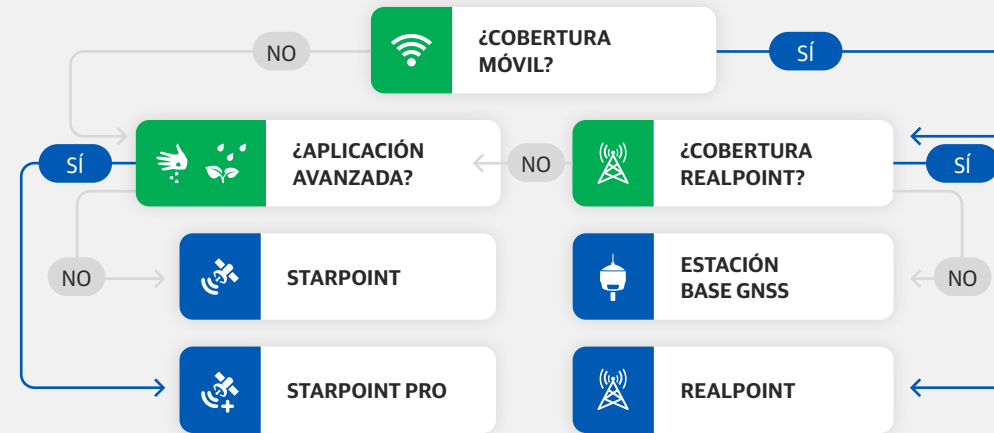 NO
¿COBERTURA
MÓVIL?
SÍ
SÍ
¿APLICACIÓN
AVANZADA?
NO
¿COBERTURA
REALPOINT?
SÍ
NO
STARPOINT
ESTACIÓN
BASE GNSS
NO
STARPOINT PRO
REALPOINT